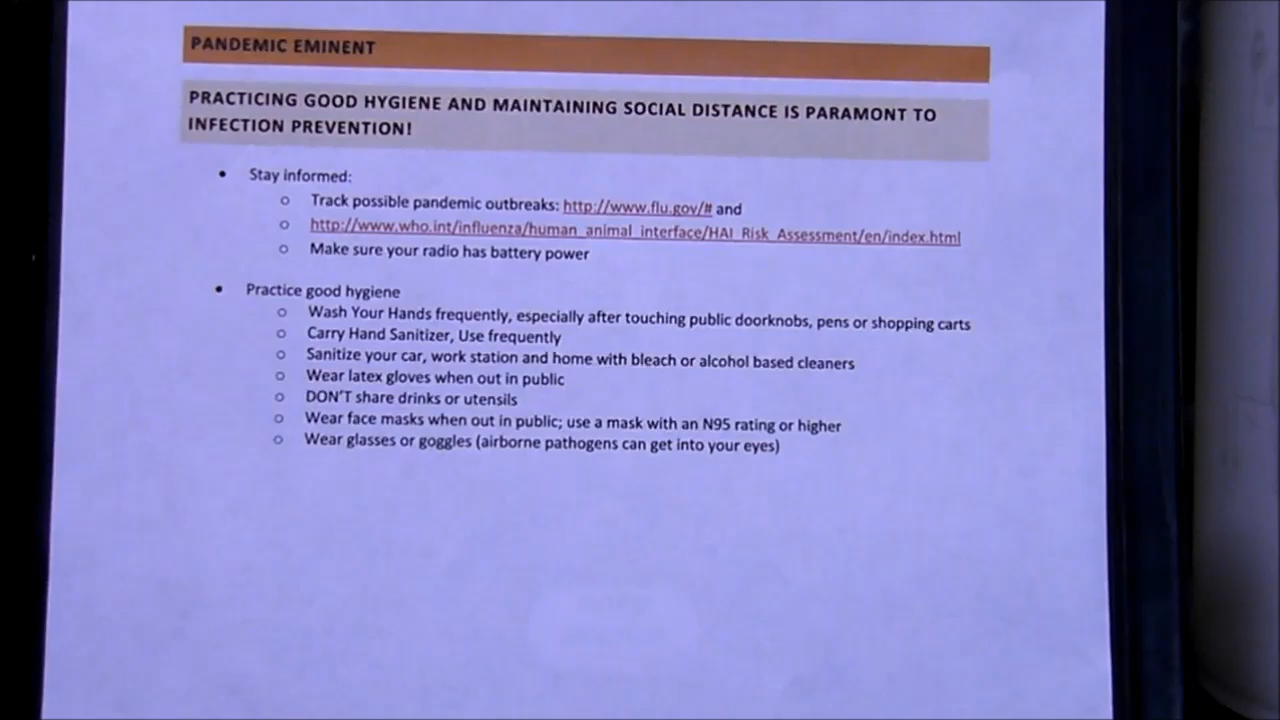 PANDEMIC EMINENT
PRACTICING GOOD HYGIENE AND MAINTAINING SOCIAL DISTANCE IS PARAMONT TO
INFECTION PREVENTION!
• Stay informed:
o Track possible pandemic outbreaks: http://www.flu.gov/# and
o http://www.who.int/influenza/human_animal_interface/HAI_Risk_Assessment/en/index.html
o Make sure your radio has battery power
• Practice good hygiene
o Wash Your Hands frequently, especially after touching public doorknobs, pens or shopping carts
o Carry Hand Sanitizer, Use frequently
o Sanitize your car, work station and home with bleach or alcohol based cleaners
o Wear latex gloves when out in public
o DON'T share drinks or utensils
o Wear face masks when out in public; use a mask with an N95 rating or higher
o Wear glasses or goggles (airborne pathogens can get into your eyes)